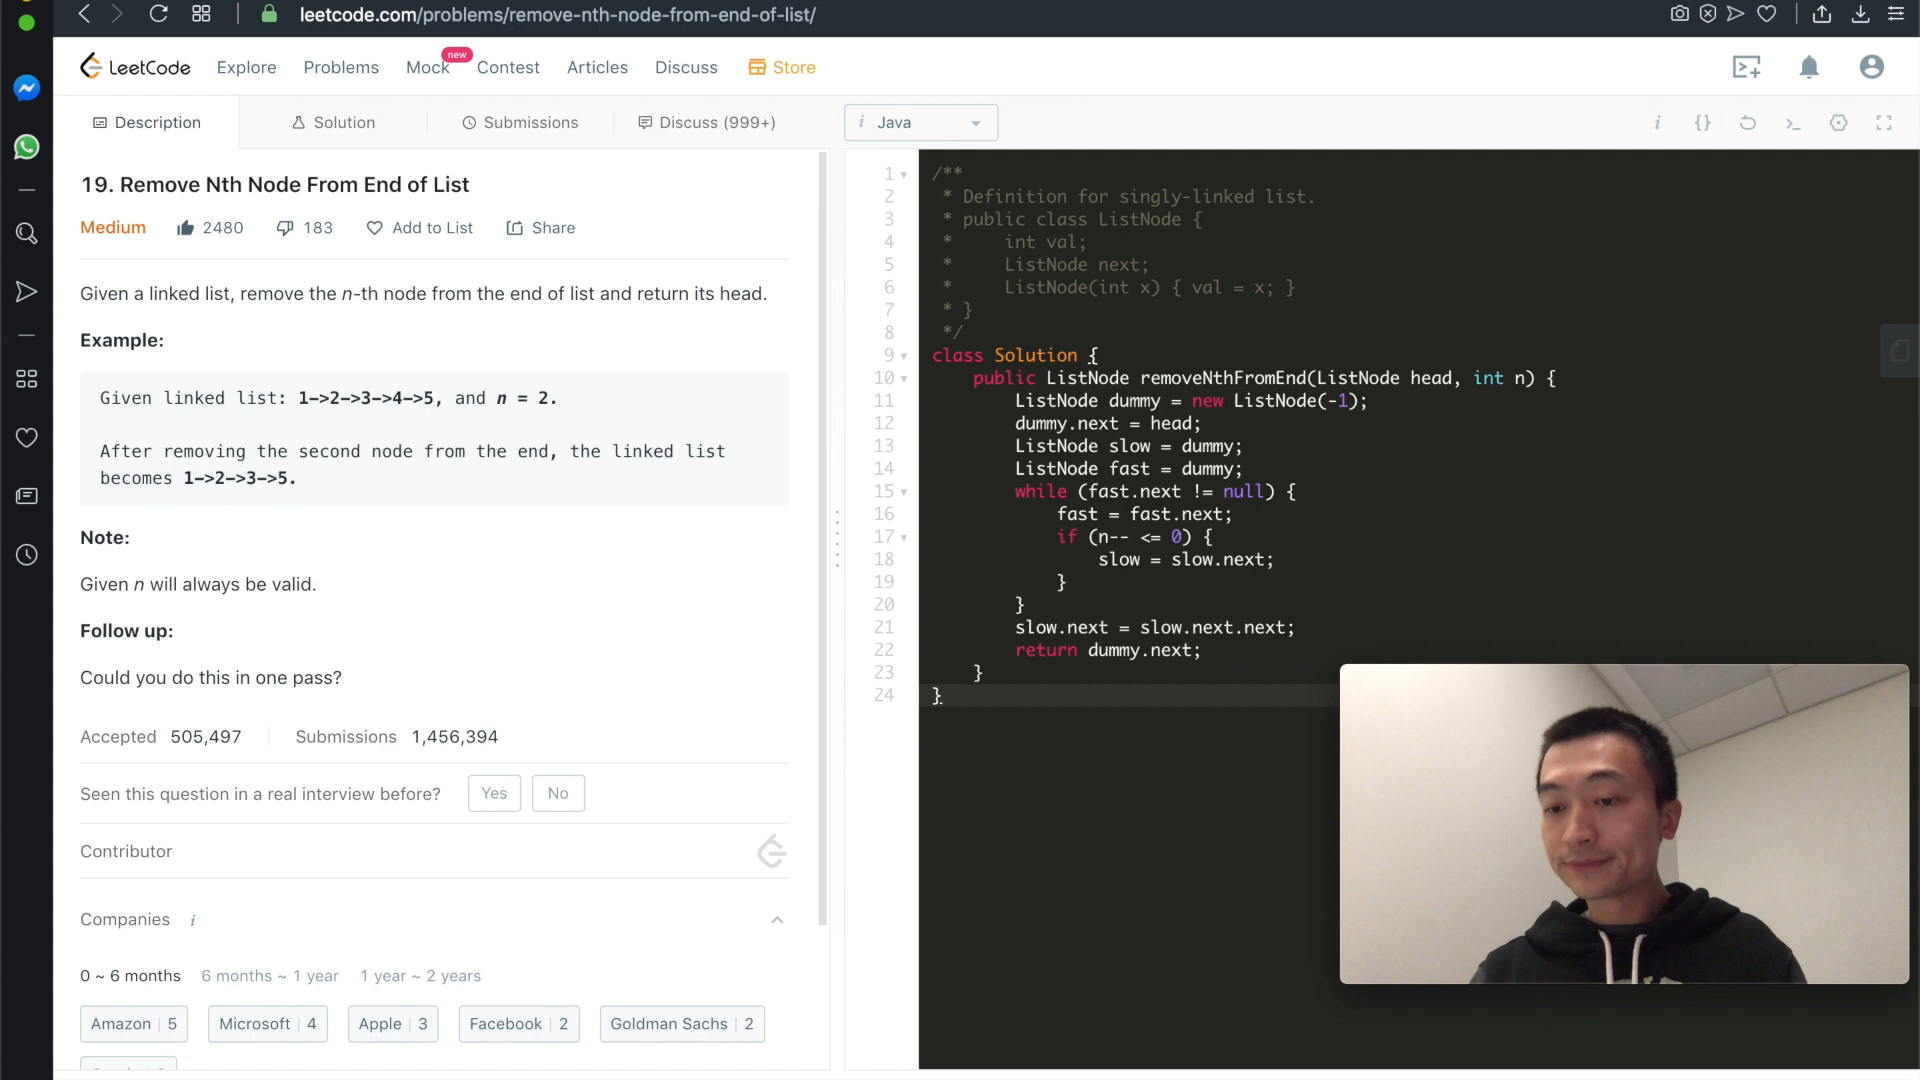 leetcode.com/problems/remove-nth-node-from-end-of-list/
LeetCode Explore Problems Mock new Contest Articles Discuss Store
Description Solution Submissions Discuss (999+)
i Java
19. Remove Nth Node From End of List
Medium 2480 183 Add to List Share
Given a linked list, remove the n-th node from the end of list and return its head.
Example:
Given linked list: 1->2->3->4->5, and n = 2.
After removing the second node from the end, the linked list
becomes 1->2->3->5.
Note:
Given n will always be valid.
Follow up:
Could you do this in one pass?
Accepted 505,497 Submissions 1,456,394
Seen this question in a real interview before? Yes No
Contributor
Companies i
0 ~ 6 months 6 months ~ 1 year 1 year ~ 2 years
Amazon | 5 Microsoft | 4 Apple | 3 Facebook | 2 Goldman Sachs | 2
1 /**
2 * Definition for singly-linked list.
3 * public class ListNode {
4 * int val;
5 * ListNode next;
6 * ListNode(int x) { val = x; }
7 * }
8 */
9 class Solution {
10 public ListNode removeNthFromEnd(ListNode head, int n) {
11 ListNode dummy = new ListNode(-1);
12 dummy.next = head;
13 ListNode slow = dummy;
14 ListNode fast = dummy;
15 while (fast.next != null) {
16 fast = fast.next;
17 if (n-- <= 0) {
18 slow = slow.next;
19 }
20 }
21 slow.next = slow.next.next;
22 return dummy.next;
23 }
24 }